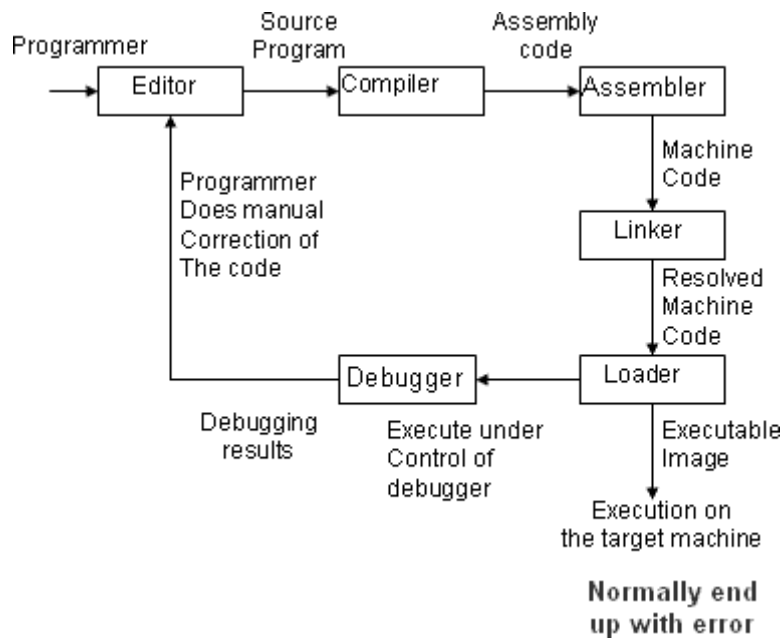 Programmer
Source
Program
Assembly
code
Editor
Compiler
Assembler
Programmer
Does manual
Correction of
The code
Machine
Code
Linker
Resolved
Machine
Code
Debugger
Loader
Debugging
results
Execute under
Control of
debugger
Executable
Image
Execution on
the target machine
Normally end
up with error